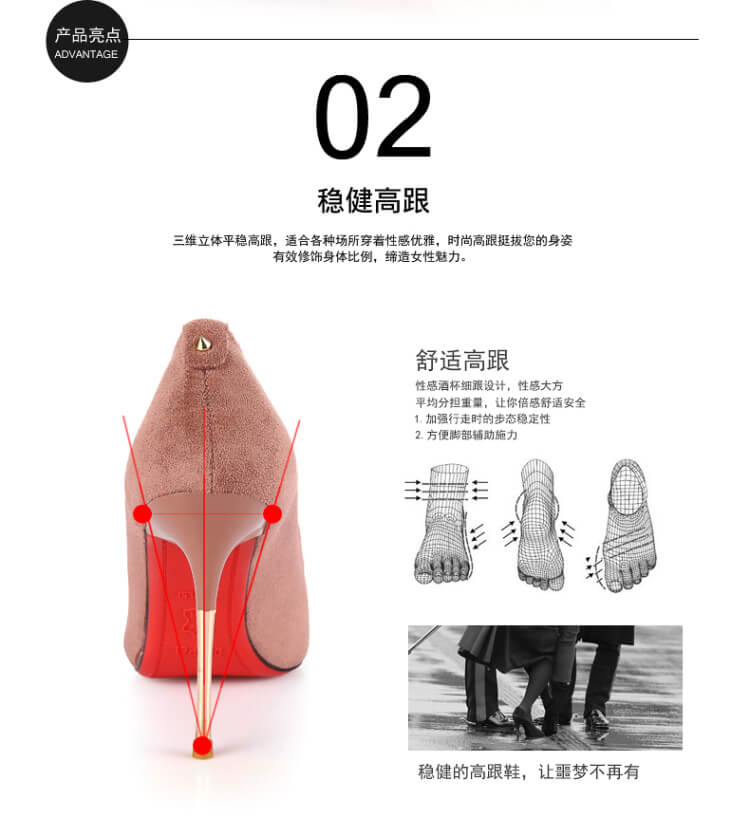 产品亮点
ADVANTAGE
02
稳健高跟
三维立体平稳高跟，适合各种场所穿着性感优雅，时尚高跟挺拔您的身姿
有效修饰身体比例，缔造女性魅力。
舒适高跟
性感酒杯细跟设计，性感大方
平均分担重量，让你倍感舒适安全
1. 加强行走时的步态稳定性
2. 方便脚部辅助施力
稳健的高跟鞋，让噩梦不再有